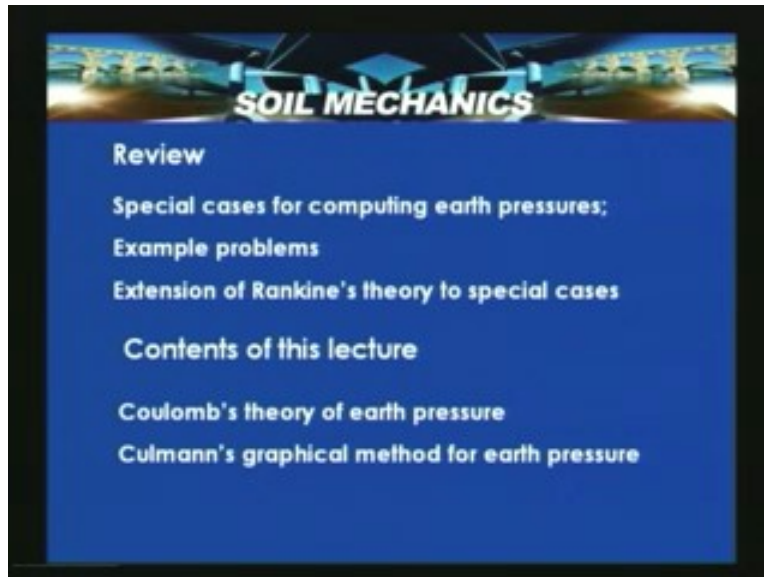 SOIL MECHANICS
Review
Special cases for computing earth pressures;
Example problems
Extension of Rankine's theory to special cases
Contents of this lecture
Coulomb's theory of earth pressure
Culmann's graphical method for earth pressure